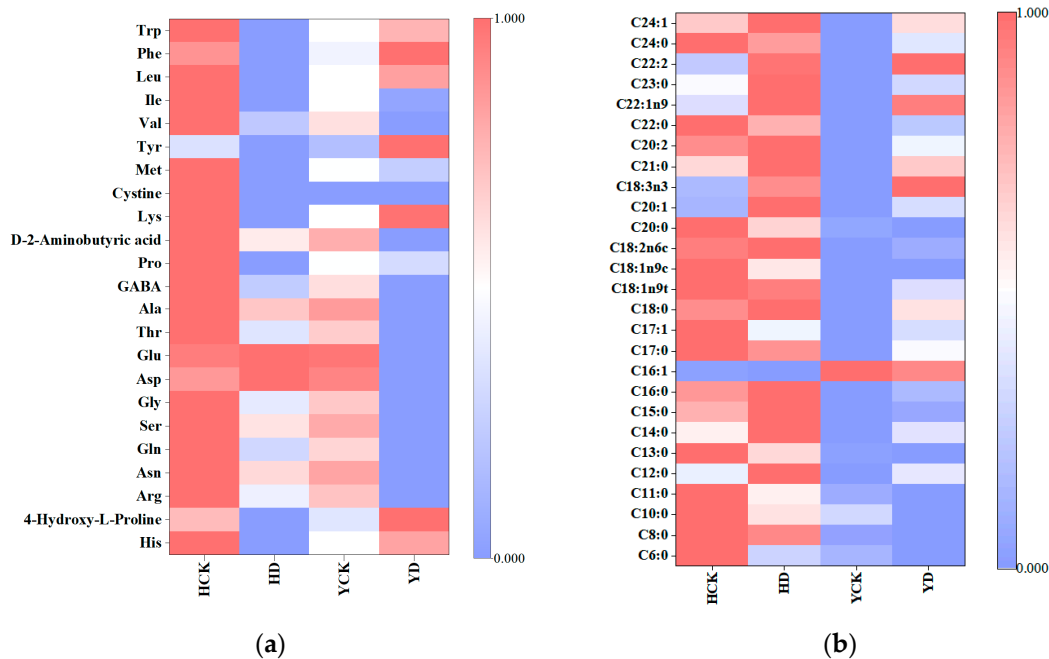 Trp
Phe
Leu
Ile
Val
Tyr
Met
Cystine
Lys
D-2-Aminobutyric acid
Pro
GABA
Ala
Thr
Glu
Asp
Gly
Ser
Gln
Asn
Arg
4-Hydroxy-L-Proline
His
HCK
HD
YCK
YD
1.000
0.000
(a)
C24:1
C24:0
C22:2
C23:0
C22:1n9
C22:0
C20:2
C21:0
C18:3n3
C20:1
C20:0
C18:2n6c
C18:1n9c
C18:1n9t
C18:0
C17:1
C17:0
C16:1
C16:0
C15:0
C14:0
C13:0
C12:0
C11:0
C10:0
C8:0
C6:0
HCK
HD
YCK
YD
1.000
0.000
(b)